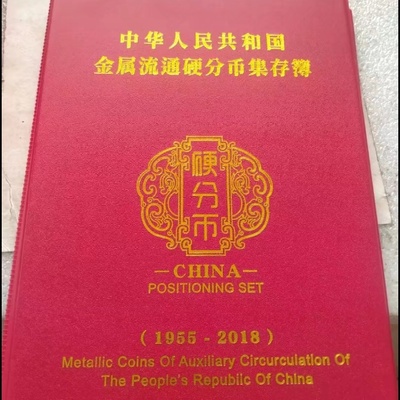 中华人民共和国
金属流通硬分币集存簿
硬
分
币
—CHINA—
POSITIONING SET
(1955-2018)
Metallic Coins Of Auxiliary Circurculation Of
The People's Republic Of China